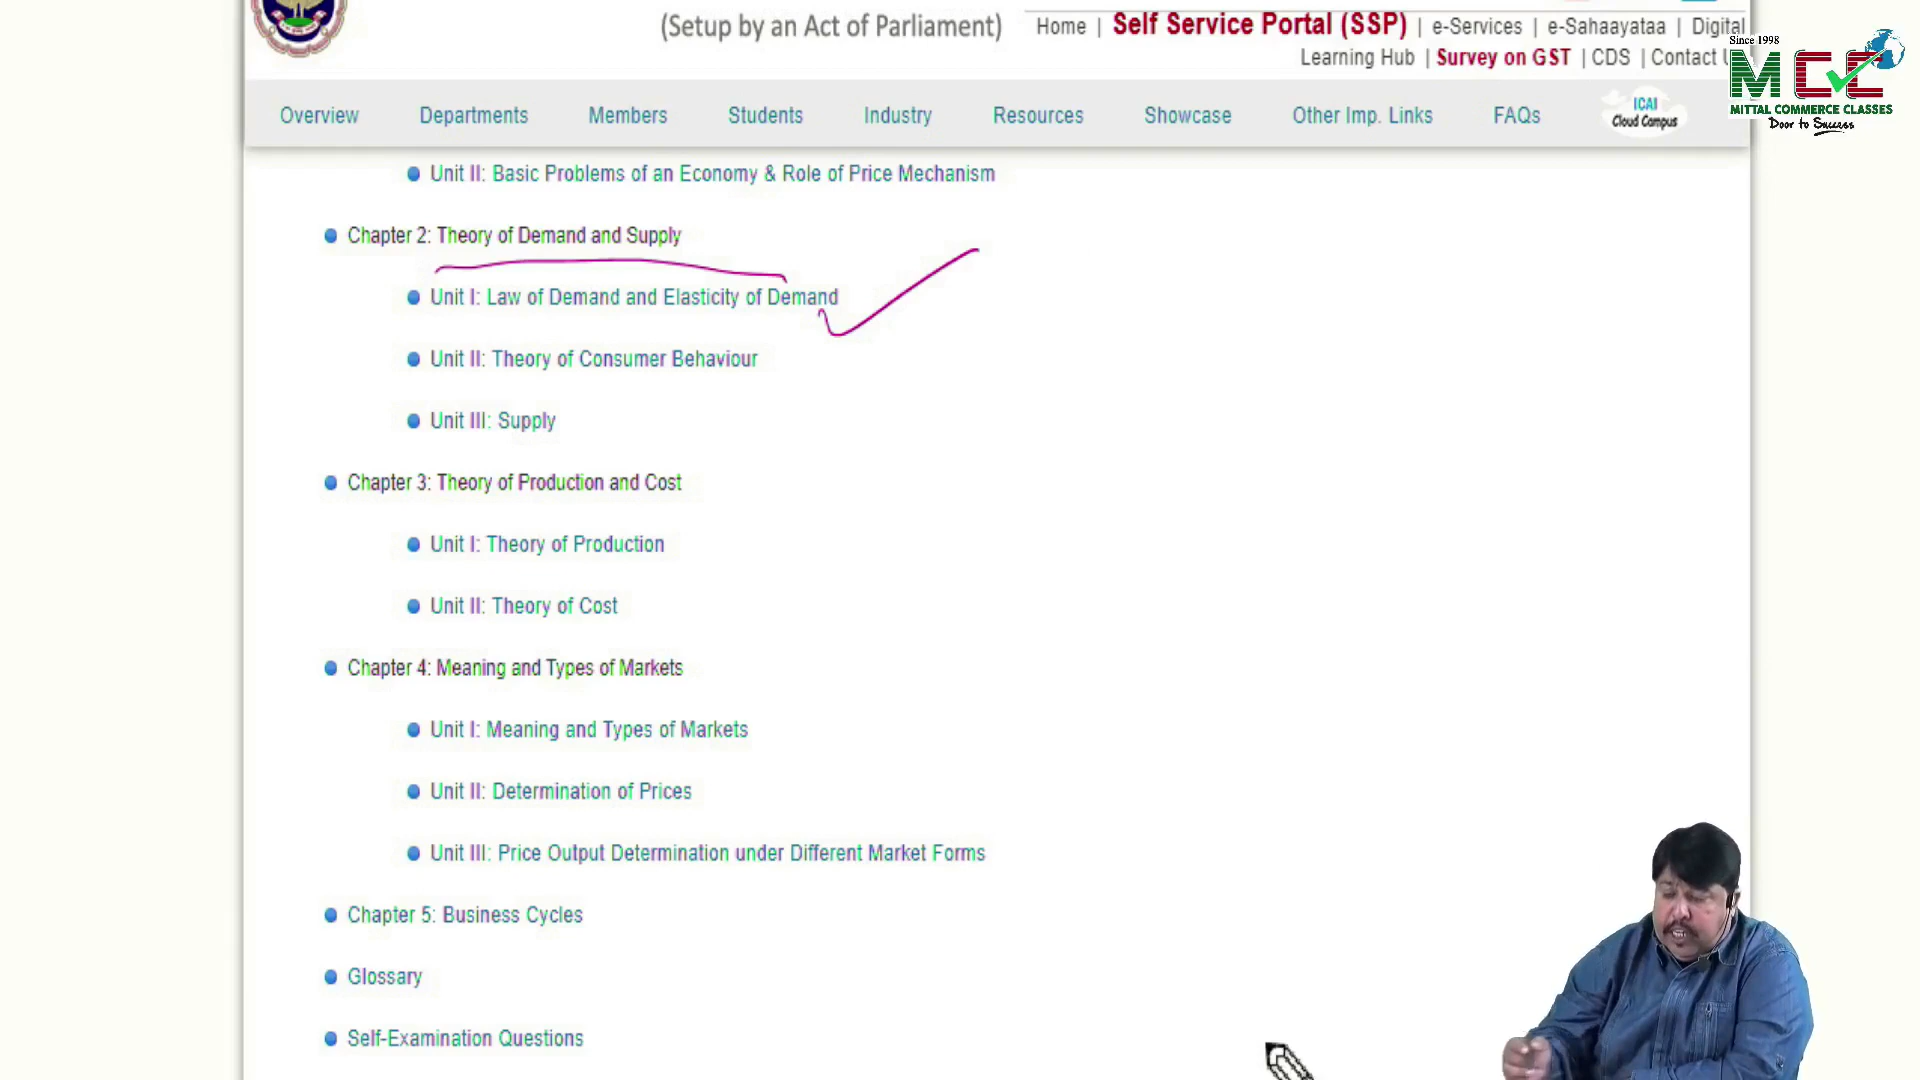 (Setup by an Act of Parliament)
Home | Self Service Portal (SSP) | e-Services | e-Sahaayataa | Digital
Learning Hub | Survey on GST | CDS | Contact
Since 1998
MCC
MITTAL COMMERCE CLASSES
Door to Success
Overview Departments Members Students Industry Resources Showcase Other Imp. Links FAQs ICAI Cloud Campus
Unit II: Basic Problems of an Economy & Role of Price Mechanism
Chapter 2: Theory of Demand and Supply
Unit I: Law of Demand and Elasticity of Demand
Unit II: Theory of Consumer Behaviour
Unit III: Supply
Chapter 3: Theory of Production and Cost
Unit I: Theory of Production
Unit II: Theory of Cost
Chapter 4: Meaning and Types of Markets
Unit I: Meaning and Types of Markets
Unit II: Determination of Prices
Unit III: Price Output Determination under Different Market Forms
Chapter 5: Business Cycles
Glossary
Self-Examination Questions